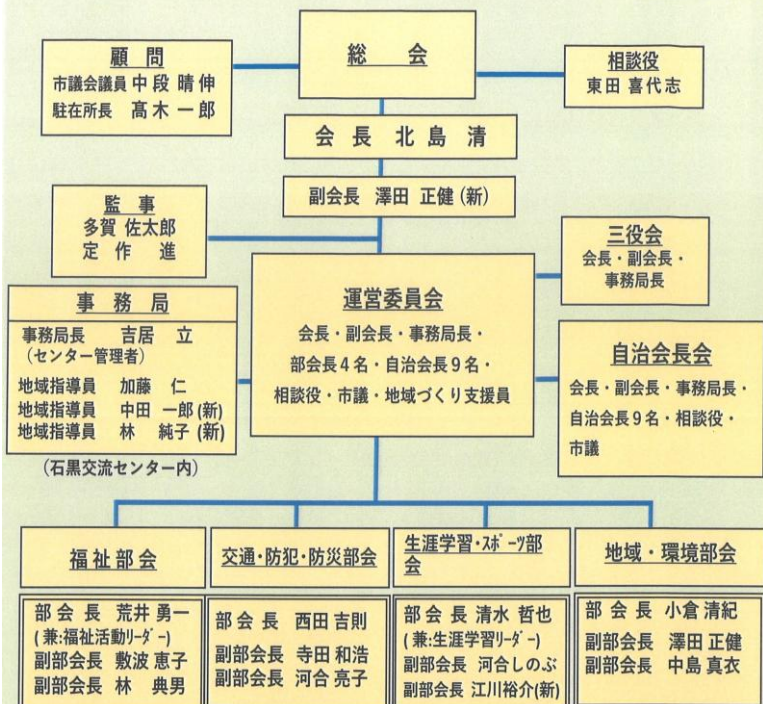 総　会
顧 問
市議会議員 中 段 晴 伸
駐在所長 髙 木 一 郎
相談役
東田 喜代志
会 長 北 島 清
副会長 澤田 正健 (新)
監 事
多賀 佐太郎
定 作 進
三役会
会長・副会長・
事務局長
事 務 局
事務局長 吉居 立
(センター管理者)
地域指導員 加藤 仁
地域指導員 中田 一郎 (新)
地域指導員 林 純子 (新)
(石黒交流センター内)
運営委員会
会長・副会長・事務局長・
部会長4名・自治会長9名・
相談役・市議・地域づくり支援員
自治会長会
会長・副会長・事務局長・
自治会長9名・相談役・
市議
福祉部会
部 会 長 荒井 勇一
(兼:福祉活動リーダー)
副部会長 敷波 恵子
副部会長 林 典男
交通・防犯・防災部会
部 会 長 西田 吉則
副部会長 寺田 和浩
副部会長 河合 亮子
生涯学習・スポーツ部
会
部 会 長 清水 哲也
(兼:生涯学習リーダー)
副部会長 河合しのぶ
副部会長 江川裕介(新)
地域・環境部会
部 会 長 小倉 清紀
副部会長 澤田 正健
副部会長 中島 真衣